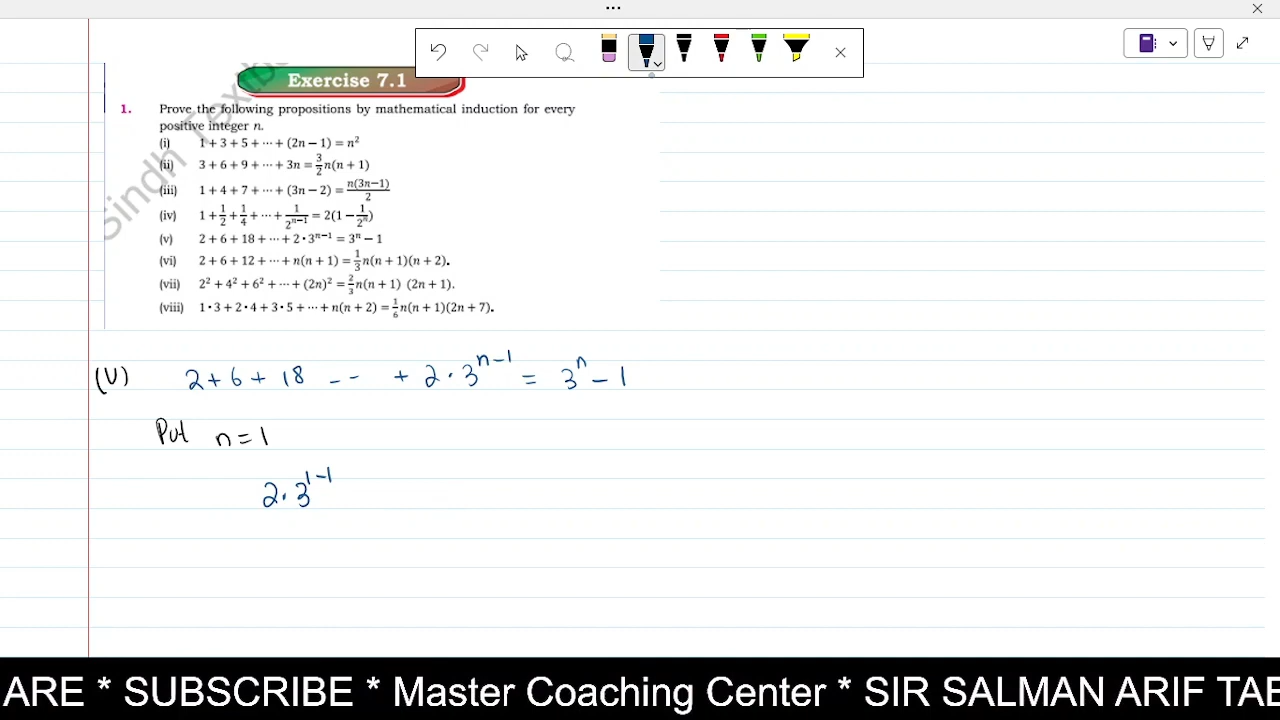 Exercise 7.1
1. Prove the following propositions by mathematical induction for every
positive integer n.
(i) 1 + 3 + 5 + ⋯ + (2n − 1) = n²
(ii) 3 + 6 + 9 + ⋯ + 3n = 3/2 n(n + 1)
(iii) 1 + 4 + 7 + ⋯ + (3n − 2) = n(3n−1)/2
(iv) 1 + 1/2 + 1/4 + ⋯ + 1/2ⁿ⁻¹ = 2(1 − 1/2ⁿ)
(v) 2 + 6 + 18 + ⋯ + 2 • 3ⁿ⁻¹ = 3ⁿ − 1
(vi) 2 + 6 + 12 + ⋯ + n(n + 1) = 1/3 n(n + 1)(n + 2).
(vii) 2² + 4² + 6² + ⋯ + (2n)² = 2/3 n(n + 1) (2n + 1).
(viii) 1 • 3 + 2 • 4 + 3 • 5 + ⋯ + n(n + 2) = 1/6 n(n + 1)(2n + 7).
Sindh Textb
(V) 2 + 6 + 18 -- + 2 · 3ⁿ⁻¹ = 3ⁿ − 1
Put n = 1
2 · 3¹⁻¹
ARE * SUBSCRIBE * Master Coaching Center * SIR SALMAN ARIF TAB